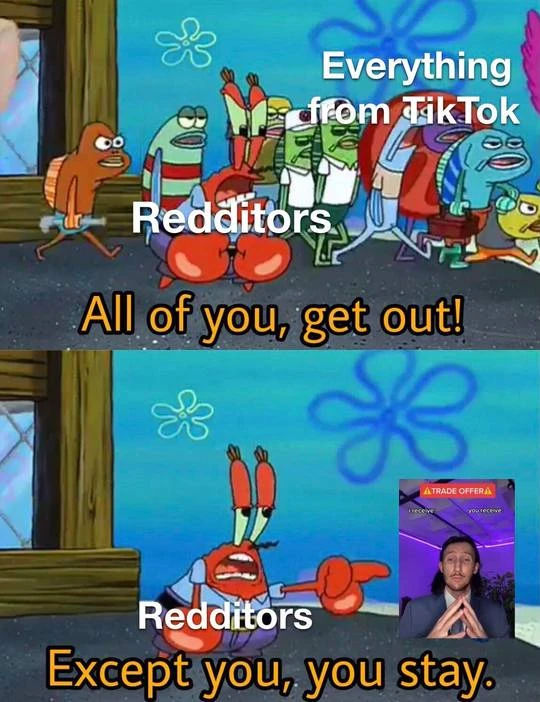 Everything
from TikTok
Redditors
All of you, get out!
⚠TRADE OFFER⚠
i receive
you receive
Redditors
Except you, you stay.